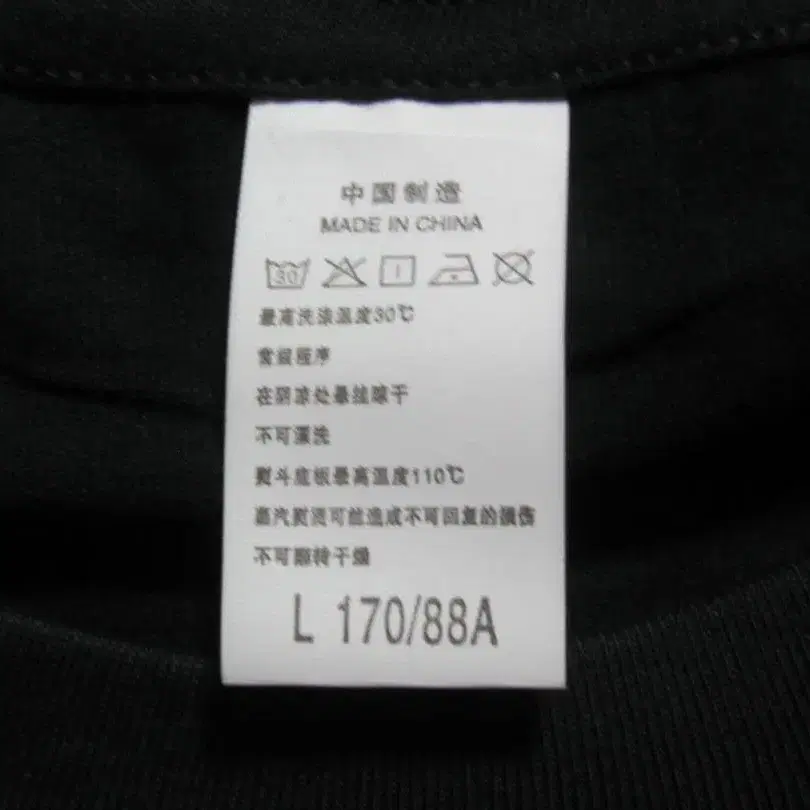 中国制造
MADE IN CHINA
30
最高洗涤温度30℃
常规程序
在阴凉处悬挂晾干
不可漂洗
熨斗底板最高温度110℃
蒸汽熨烫可能造成不可回复的损伤
不可翻转干燥
L 170/88A